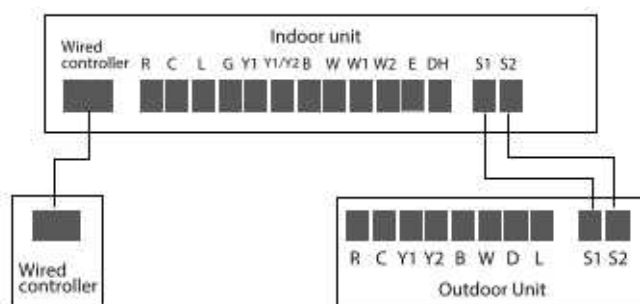 Indoor unit
Wired
controller
R C L G Y1 Y1/Y2 B W W1 W2 E DH S1 S2
Wired
controller
R C Y1 Y2 B W D L S1 S2
Outdoor Unit